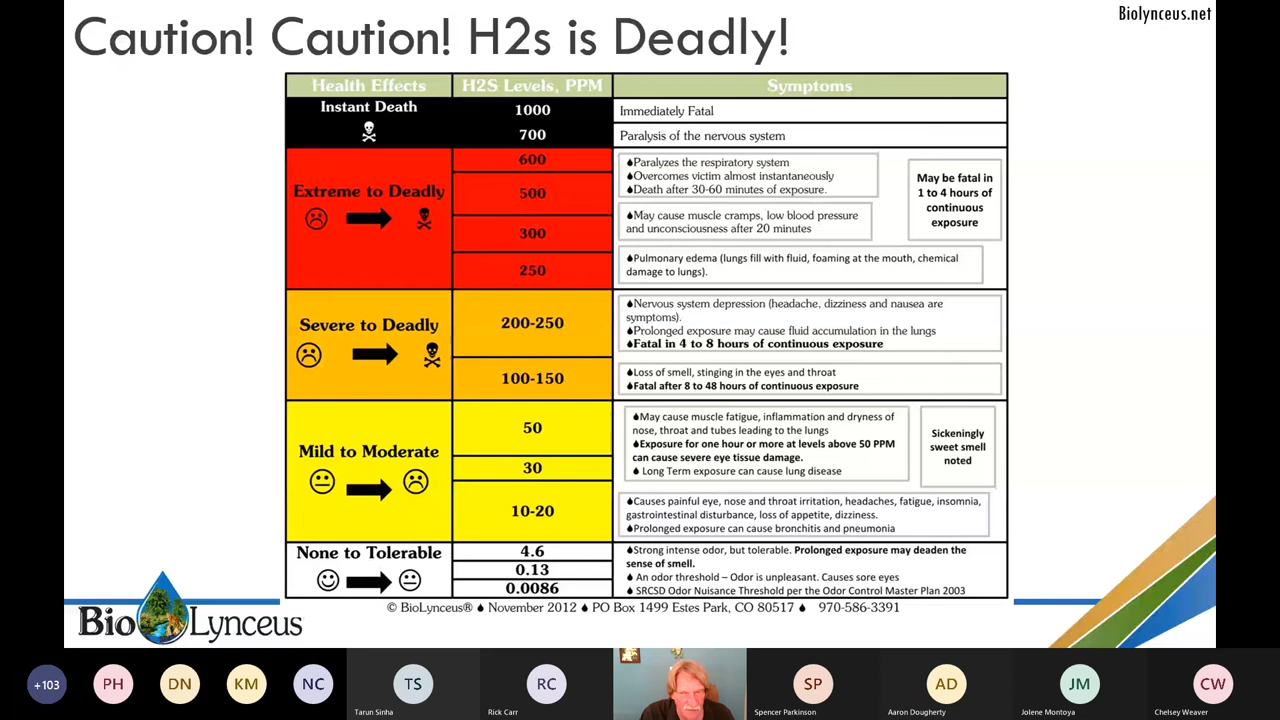 Biolynceus.net
Caution! Caution! H2s is Deadly!
Health Effects
H2S Levels, PPM
Symptoms
Instant Death
1000
Immediately Fatal
700
Paralysis of the nervous system
Extreme to Deadly
600
500
300
250
Paralyzes the respiratory system
Overcomes victim almost instantaneously
Death after 30-60 minutes of exposure.
May cause muscle cramps, low blood pressure
and unconsciousness after 20 minutes
Pulmonary edema (lungs fill with fluid, foaming at the mouth, chemical
damage to lungs).
May be fatal in
1 to 4 hours of
continuous
exposure
Severe to Deadly
200-250
Nervous system depression (headache, dizziness and nausea are
symptoms).
Prolonged exposure may cause fluid accumulation in the lungs
Fatal in 4 to 8 hours of continuous exposure
100-150
Loss of smell, stinging in the eyes and throat
Fatal after 8 to 48 hours of continuous exposure
Mild to Moderate
50
30
10-20
May cause muscle fatigue, inflammation and dryness of
nose, throat and tubes leading to the lungs
Exposure for one hour or more at levels above 50 PPM
can cause severe eye tissue damage.
Long Term exposure can cause lung disease
Sickeningly
sweet smell
noted
Causes painful eye, nose and throat irritation, headaches, fatigue, insomnia,
gastrointestinal disturbance, loss of appetite, dizziness.
Prolonged exposure can cause bronchitis and pneumonia
None to Tolerable
4.6
0.13
0.0086
Strong intense odor, but tolerable. Prolonged exposure may deaden the
sense of smell.
An odor threshold – Odor is unpleasant. Causes sore eyes
SRCSD Odor Nuisance Threshold per the Odor Control Master Plan 2003
© BioLynceus® November 2012 PO Box 1499 Estes Park, CO 80517 970-586-3391
Bio Lynceus
+103
PH
DN
KM
NC
TS
RC
SP
AD
JM
CW
Tarun Sinha
Rick Carr
Spencer Parkinson
Aaron Dougherty
Jolene Montoya
Chelsey Weaver